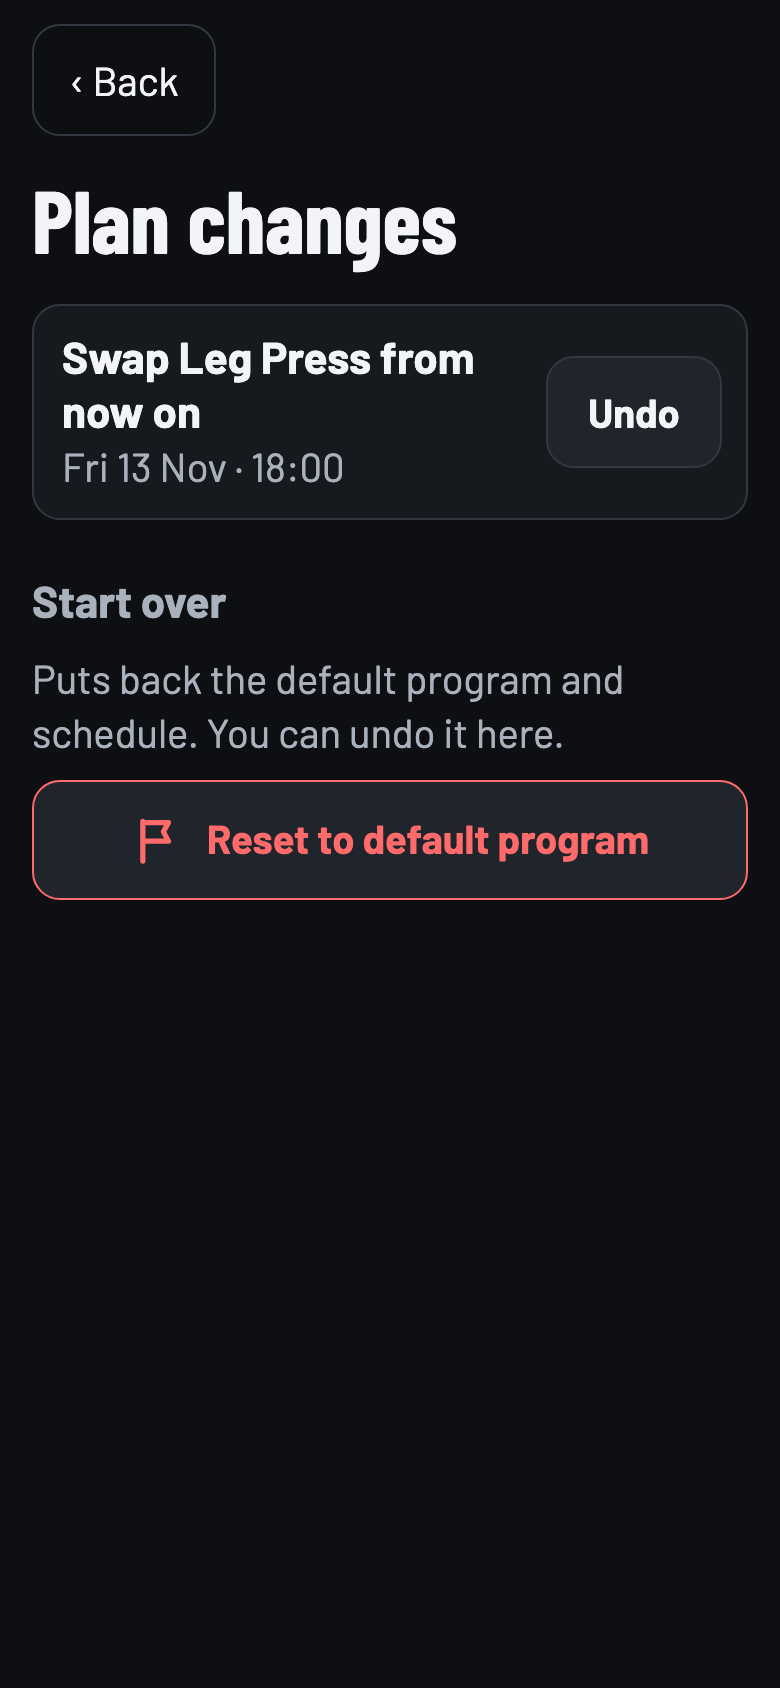 ‹ Back
Plan changes
Swap Leg Press from
now on
Fri 13 Nov · 18:00
Undo
Start over
Puts back the default program and
schedule. You can undo it here.
Reset to default program